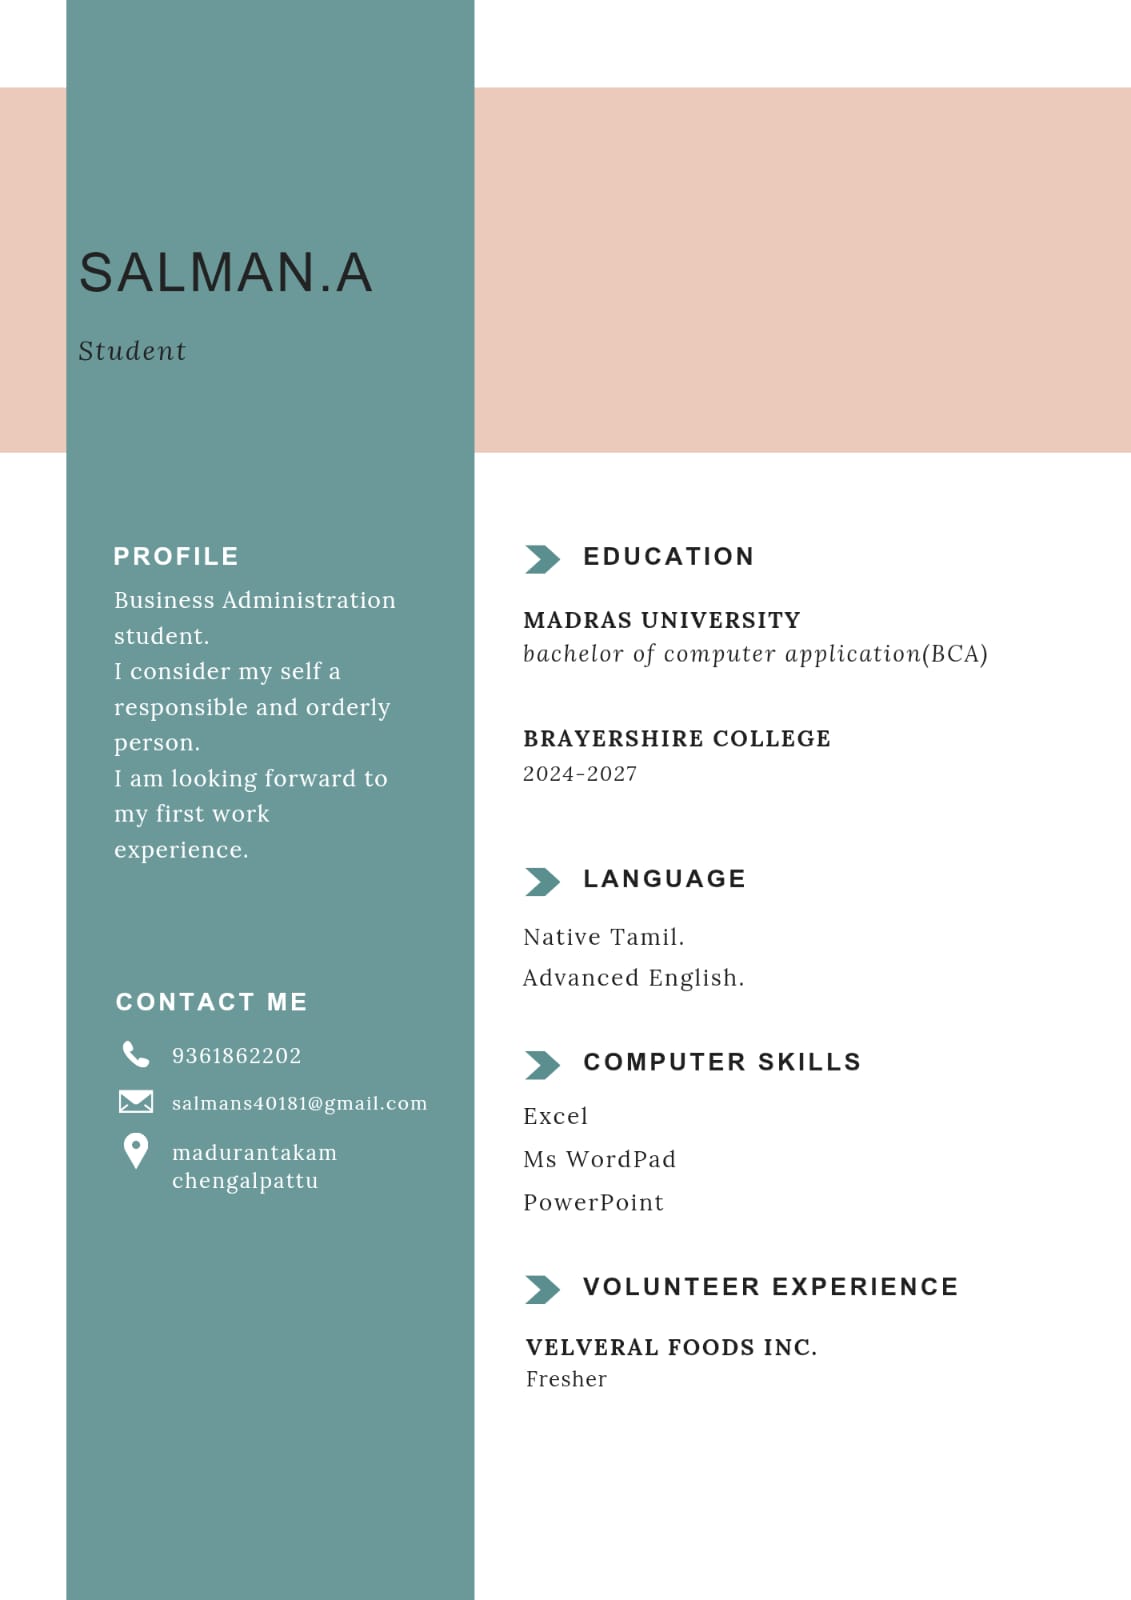 SALMAN.A
Student
PROFILE
Business Administration
student.
I consider my self a
responsible and orderly
person.
I am looking forward to
my first work
experience.
CONTACT ME
9361862202
salmans40181@gmail.com
madurantakam
chengalpattu
EDUCATION
MADRAS UNIVERSITY
bachelor of computer application(BCA)
BRAYERSHIRE COLLEGE
2024-2027
LANGUAGE
Native Tamil.
Advanced English.
COMPUTER SKILLS
Excel
Ms WordPad
PowerPoint
VOLUNTEER EXPERIENCE
VELVERAL FOODS INC.
Fresher